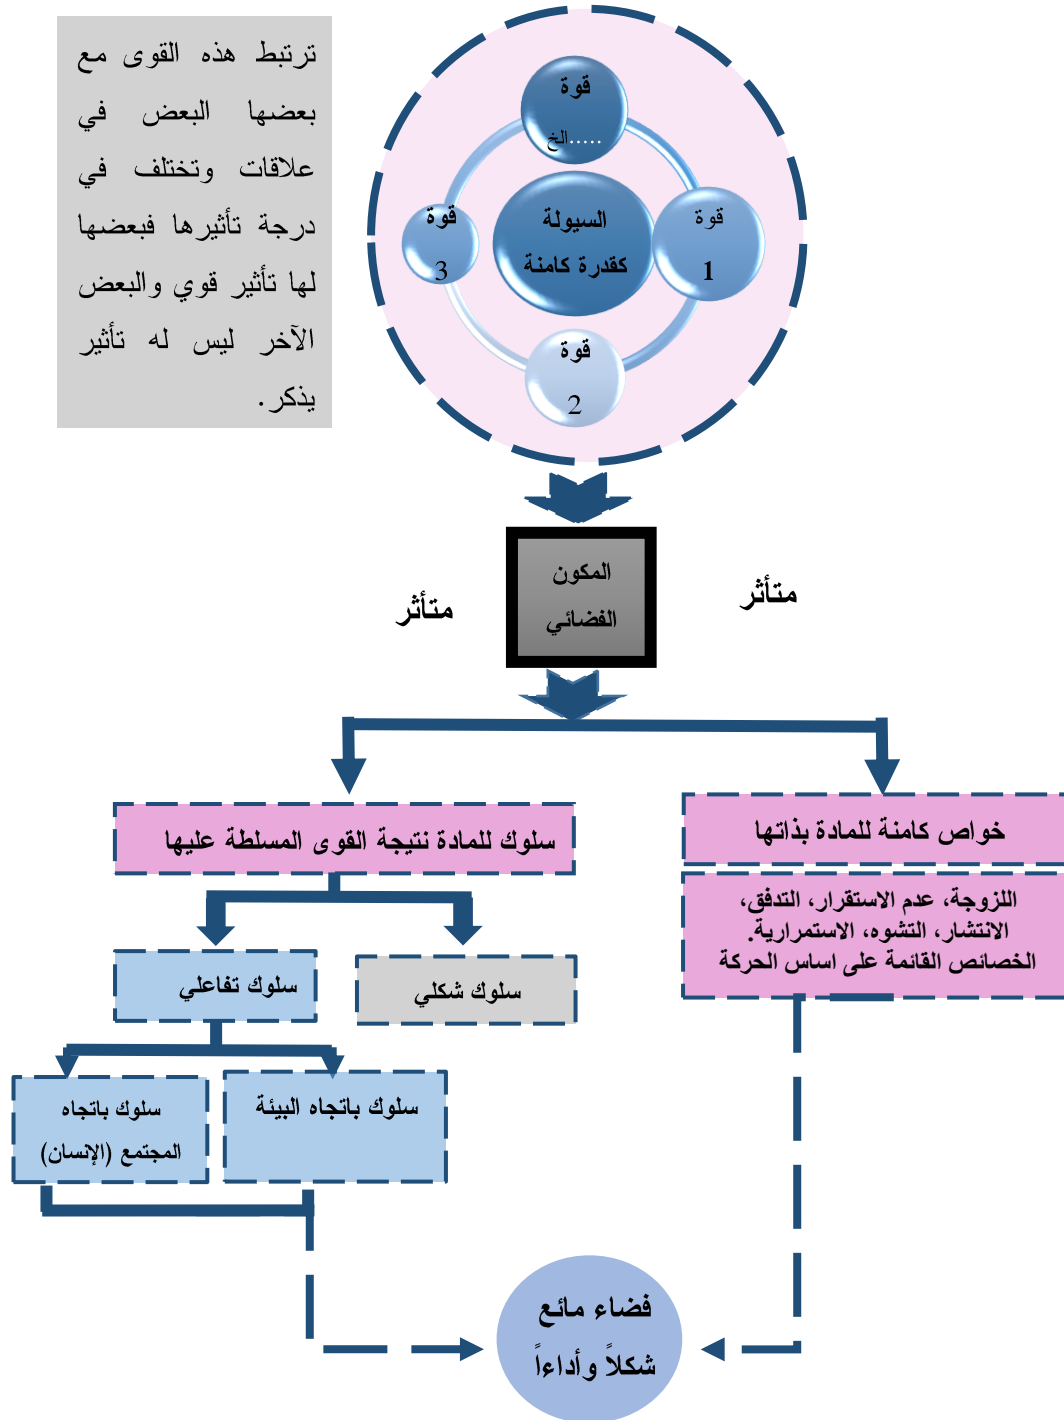 ترتبط هذه القوى مع
بعضها البعض في
علاقات وتختلف في
درجة تأثيرها فبعضها
لها تأثير قوي والبعض
الآخر ليس له تأثير
يذكر.
قوة
.....الخ
السيولة
كقدرة كامنة
قوة
1
قوة
3
قوة
2
المكون
الفضائي
متأثر
متأثر
خواص كامنة للمادة بذاتها
اللزوجة، عدم الاستقرار، التدفق،
الانتشار، التشوه، الاستمرارية.
الخصائص القائمة على اساس الحركة
سلوك للمادة نتيجة القوى المسلطة عليها
سلوك شكلي
سلوك تفاعلي
سلوك باتجاه البيئة
سلوك باتجاه
المجتمع (الإنسان)
فضاء مائع
شكلاً وأداءاً